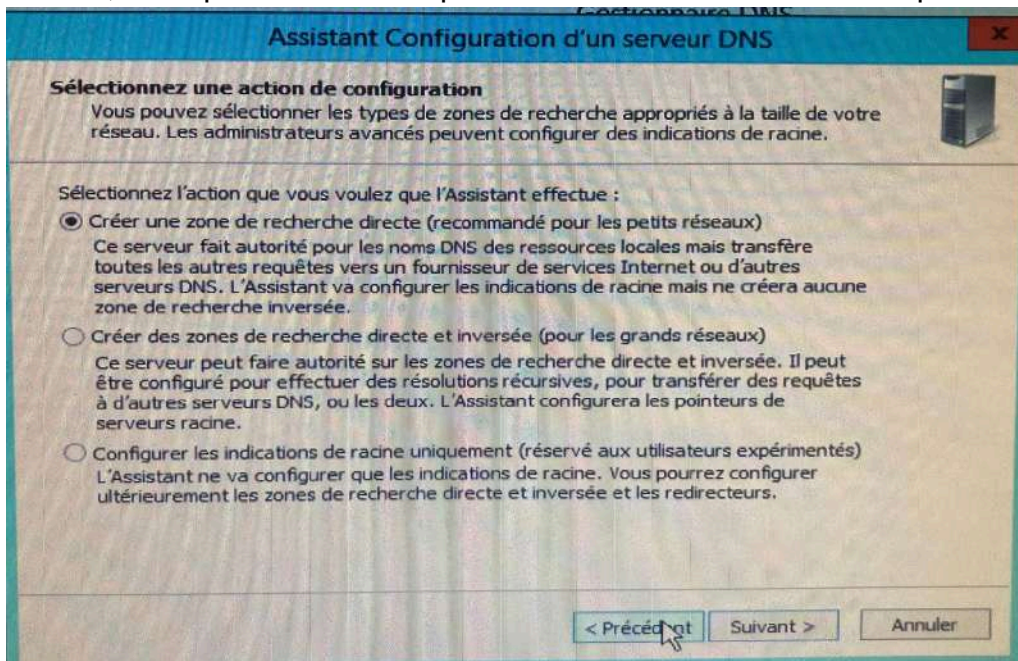 Gestionnaire DNS
Assistant Configuration d'un serveur DNS
x
Sélectionnez une action de configuration
Vous pouvez sélectionner les types de zones de recherche appropriés à la taille de votre
réseau. Les administrateurs avancés peuvent configurer des indications de racine.
Sélectionnez l'action que vous voulez que l'Assistant effectue :
Créer une zone de recherche directe (recommandé pour les petits réseaux)
Ce serveur fait autorité pour les noms DNS des ressources locales mais transfère
toutes les autres requêtes vers un fournisseur de services Internet ou d'autres
serveurs DNS. L'Assistant va configurer les indications de racine mais ne créera aucune
zone de recherche inversée.
Créer des zones de recherche directe et inversée (pour les grands réseaux)
Ce serveur peut faire autorité sur les zones de recherche directe et inversée. Il peut
être configuré pour effectuer des résolutions récursives, pour transférer des requêtes
à d'autres serveurs DNS, ou les deux. L'Assistant configurera les pointeurs de
serveurs racine.
Configurer les indications de racine uniquement (réservé aux utilisateurs expérimentés)
L'Assistant ne va configurer que les indications de racine. Vous pourrez configurer
ultérieurement les zones de recherche directe et inversée et les redirecteurs.
< Précédent Suivant > Annuler